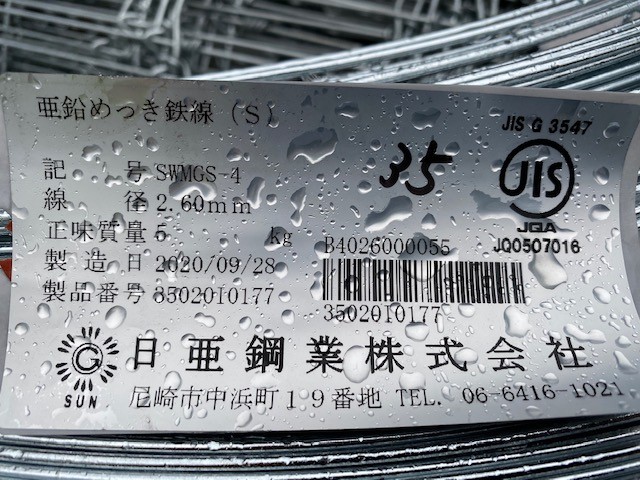 亜鉛めっき鉄線(S)
JIS G 3547
35
JIS
JQA
JQ0507016
記 号 SWMGS-4
線 径 2.60mm
正味質量 5 kg
製造日 2020/09/28
製品番号 3502010177
B4026000055
3502010177
G
SUN
日亜鋼業株式会社
尼崎市中浜町19番地 TEL. 06-6416-1021